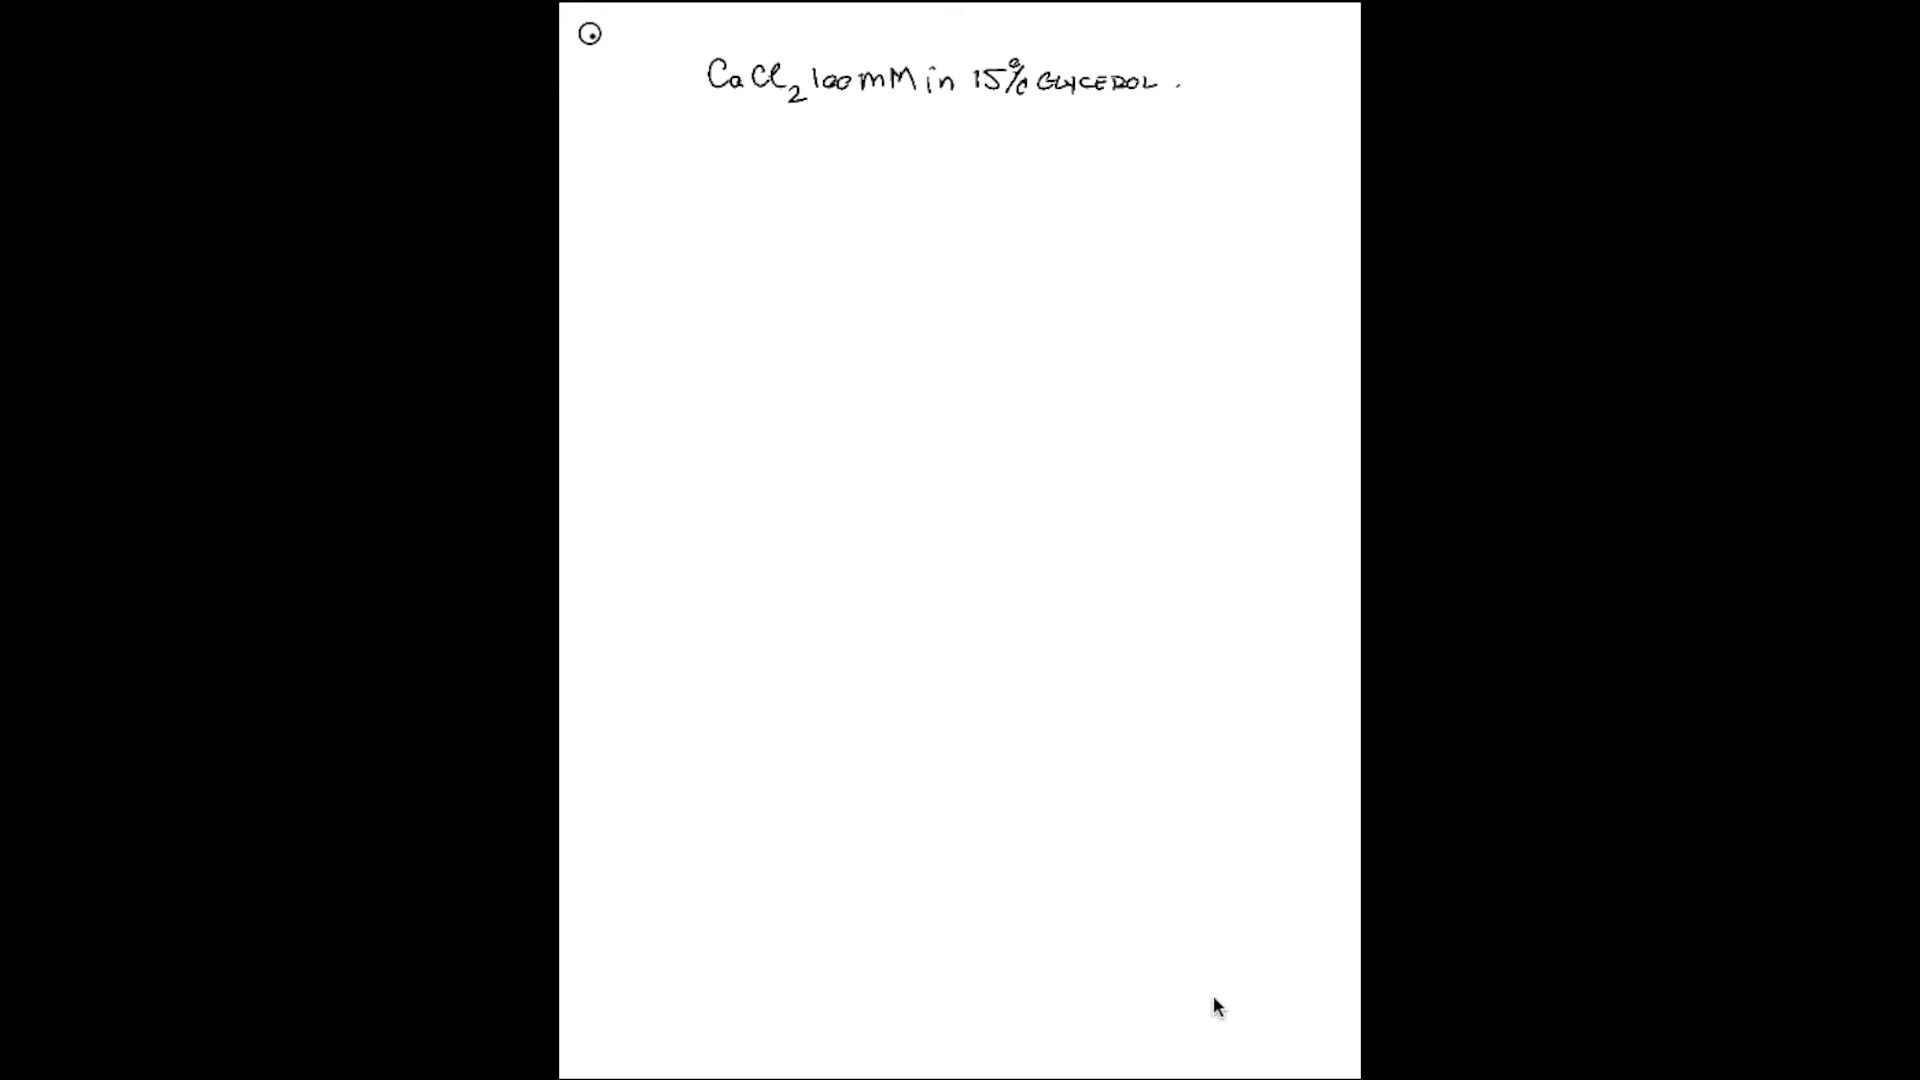 CaCl₂ 100mM in 15% GLYCEROL.